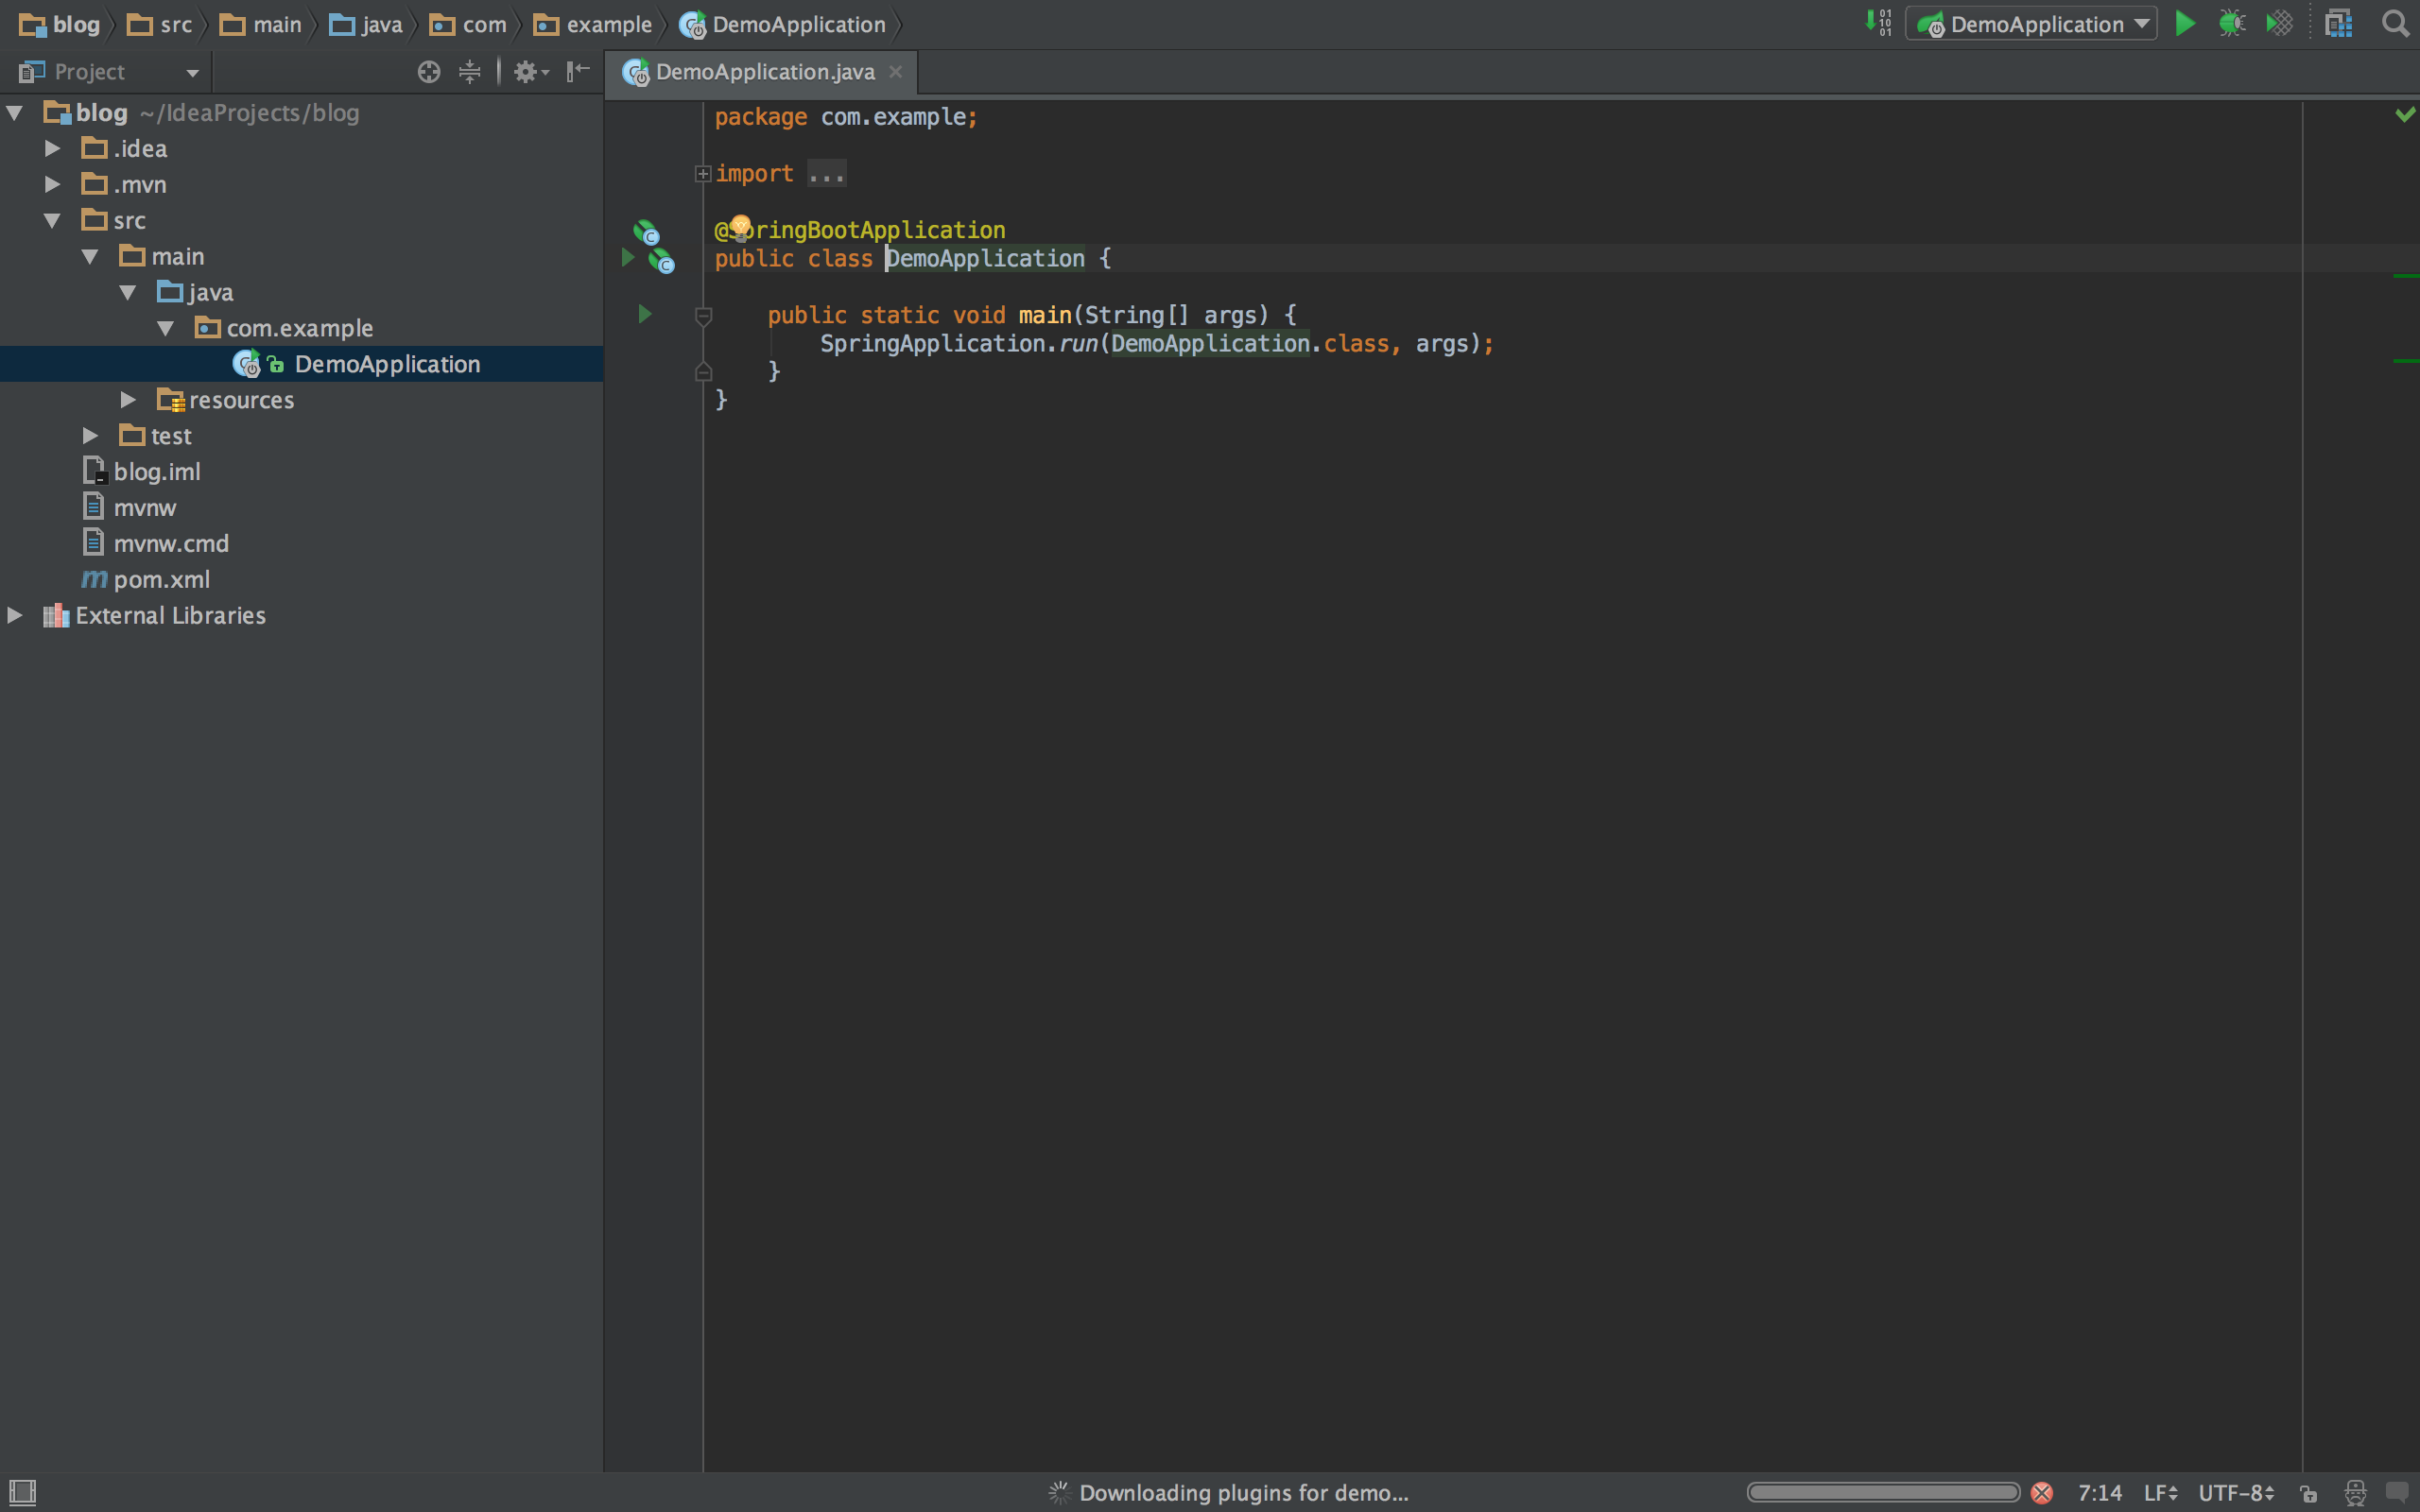 blog src main java com example DemoApplication
DemoApplication
Project
DemoApplication.java
blog ~/IdeaProjects/blog
.idea
.mvn
src
main
java
com.example
DemoApplication
resources
test
blog.iml
mvnw
mvnw.cmd
pom.xml
External Libraries
package com.example;
import ...
@SpringBootApplication
public class DemoApplication {
public static void main(String[] args) {
SpringApplication.run(DemoApplication.class, args);
}
}
Downloading plugins for demo...
7:14 LF UTF-8